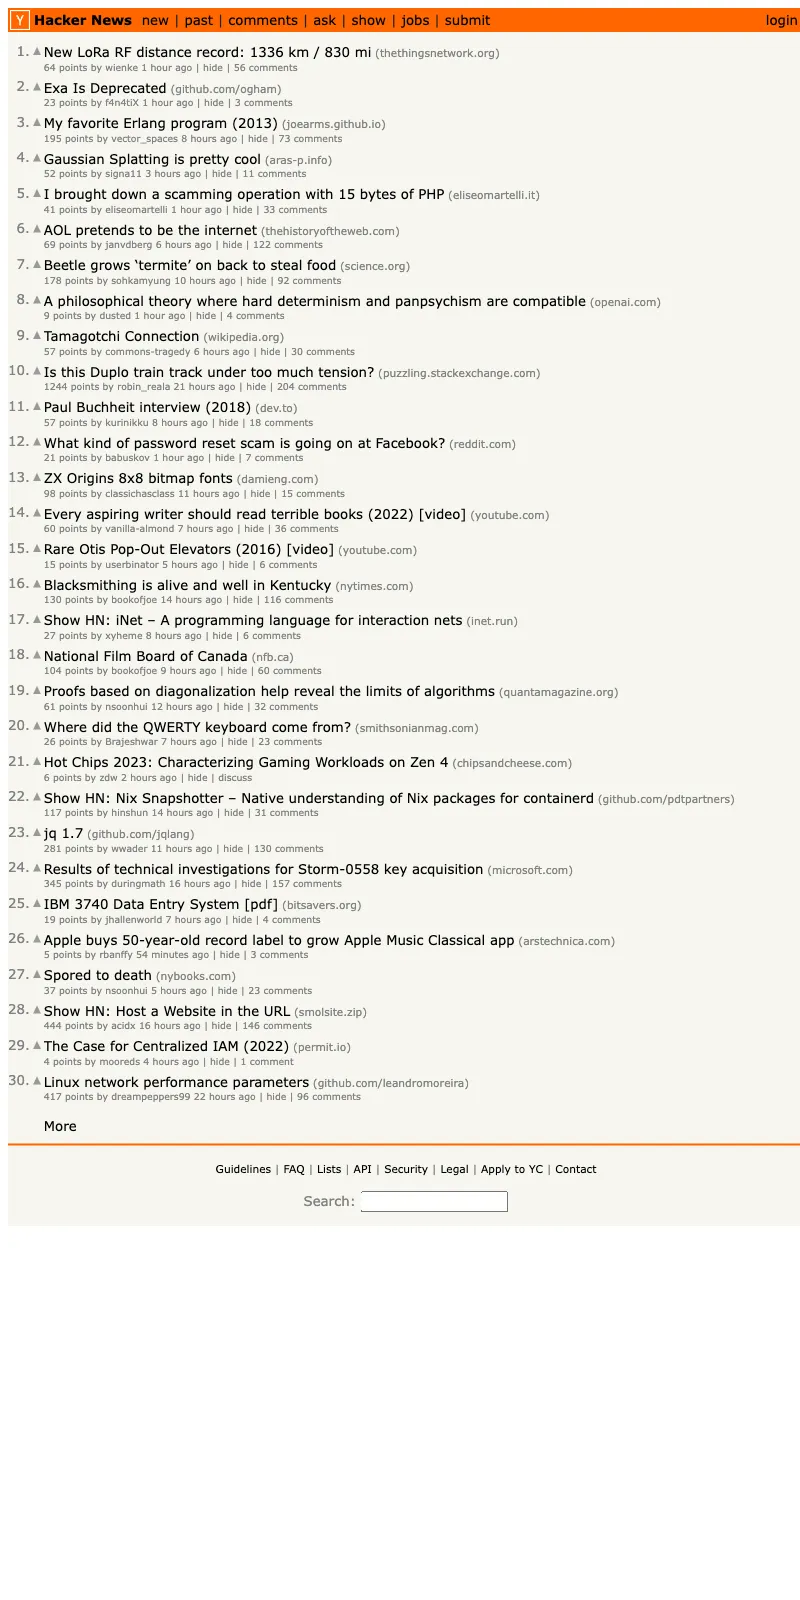 Y Hacker News new | past | comments | ask | show | jobs | submit login
1. ▲ New LoRa RF distance record: 1336 km / 830 mi (thethingsnetwork.org)
64 points by wienke 1 hour ago | hide | 56 comments
2. ▲ Exa Is Deprecated (github.com/ogham)
23 points by f4n4tiX 1 hour ago | hide | 3 comments
3. ▲ My favorite Erlang program (2013) (joearms.github.io)
195 points by vector_spaces 8 hours ago | hide | 73 comments
4. ▲ Gaussian Splatting is pretty cool (aras-p.info)
52 points by signa11 3 hours ago | hide | 11 comments
5. ▲ I brought down a scamming operation with 15 bytes of PHP (eliseomartelli.it)
41 points by eliseomartelli 1 hour ago | hide | 33 comments
6. ▲ AOL pretends to be the internet (thehistoryoftheweb.com)
69 points by janvdberg 6 hours ago | hide | 122 comments
7. ▲ Beetle grows ‘termite’ on back to steal food (science.org)
178 points by sohkamyung 10 hours ago | hide | 92 comments
8. ▲ A philosophical theory where hard determinism and panpsychism are compatible (openai.com)
9 points by dusted 1 hour ago | hide | 4 comments
9. ▲ Tamagotchi Connection (wikipedia.org)
57 points by commons-tragedy 6 hours ago | hide | 30 comments
10. ▲ Is this Duplo train track under too much tension? (puzzling.stackexchange.com)
1244 points by robin_reala 21 hours ago | hide | 204 comments
11. ▲ Paul Buchheit interview (2018) (dev.to)
57 points by kurinikku 8 hours ago | hide | 18 comments
12. ▲ What kind of password reset scam is going on at Facebook? (reddit.com)
21 points by babuskov 1 hour ago | hide | 7 comments
13. ▲ ZX Origins 8x8 bitmap fonts (damieng.com)
98 points by classichasclass 11 hours ago | hide | 15 comments
14. ▲ Every aspiring writer should read terrible books (2022) [video] (youtube.com)
60 points by vanilla-almond 7 hours ago | hide | 36 comments
15. ▲ Rare Otis Pop-Out Elevators (2016) [video] (youtube.com)
15 points by userbinator 5 hours ago | hide | 6 comments
16. ▲ Blacksmithing is alive and well in Kentucky (nytimes.com)
130 points by bookofjoe 14 hours ago | hide | 116 comments
17. ▲ Show HN: iNet – A programming language for interaction nets (inet.run)
27 points by xyheme 8 hours ago | hide | 6 comments
18. ▲ National Film Board of Canada (nfb.ca)
104 points by bookofjoe 9 hours ago | hide | 60 comments
19. ▲ Proofs based on diagonalization help reveal the limits of algorithms (quantamagazine.org)
61 points by nsoonhui 12 hours ago | hide | 32 comments
20. ▲ Where did the QWERTY keyboard come from? (smithsonianmag.com)
26 points by Brajeshwar 7 hours ago | hide | 23 comments
21. ▲ Hot Chips 2023: Characterizing Gaming Workloads on Zen 4 (chipsandcheese.com)
6 points by zdw 2 hours ago | hide | discuss
22. ▲ Show HN: Nix Snapshotter – Native understanding of Nix packages for containerd (github.com/pdtpartners)
117 points by hinshun 14 hours ago | hide | 31 comments
23. ▲ jq 1.7 (github.com/jqlang)
281 points by wwader 11 hours ago | hide | 130 comments
24. ▲ Results of technical investigations for Storm-0558 key acquisition (microsoft.com)
345 points by duringmath 16 hours ago | hide | 157 comments
25. ▲ IBM 3740 Data Entry System [pdf] (bitsavers.org)
19 points by jhallenworld 7 hours ago | hide | 4 comments
26. ▲ Apple buys 50-year-old record label to grow Apple Music Classical app (arstechnica.com)
5 points by rbanffy 54 minutes ago | hide | 3 comments
27. ▲ Spored to death (nybooks.com)
37 points by nsoonhui 5 hours ago | hide | 23 comments
28. ▲ Show HN: Host a Website in the URL (smolsite.zip)
444 points by acidx 16 hours ago | hide | 146 comments
29. ▲ The Case for Centralized IAM (2022) (permit.io)
4 points by mooreds 4 hours ago | hide | 1 comment
30. ▲ Linux network performance parameters (github.com/leandromoreira)
417 points by dreampeppers99 22 hours ago | hide | 96 comments
More
Guidelines | FAQ | Lists | API | Security | Legal | Apply to YC | Contact
Search: